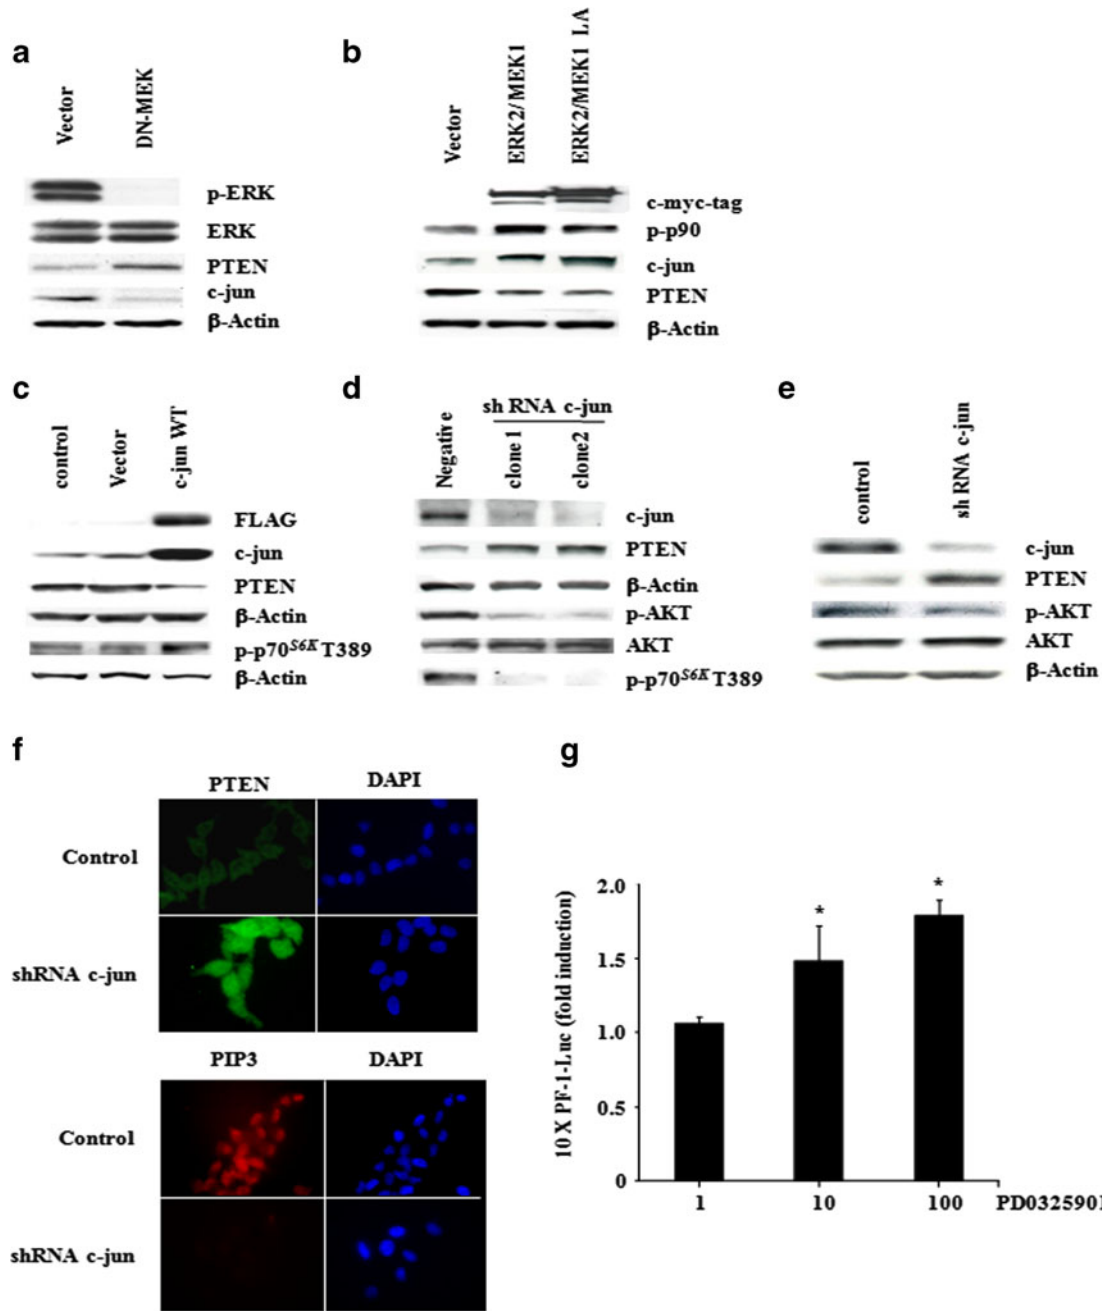 a
Vector
DN-MEK
p-ERK
ERK
PTEN
c-jun
β-Actin
b
Vector
ERK2/MEK1
ERK2/MEK1 LA
c-myc-tag
p-p90
c-jun
PTEN
β-Actin
c
control
Vector
c-jun WT
FLAG
c-jun
PTEN
β-Actin
p-p70S6K T389
β-Actin
d
Negative
sh RNA c-jun
clone 1
clone2
c-jun
PTEN
β-Actin
p-AKT
AKT
p-p70S6K T389
e
control
sh RNA c-jun
c-jun
PTEN
p-AKT
AKT
β-Actin
f
PTEN
DAPI
Control
shRNA c-jun
PIP3
DAPI
Control
shRNA c-jun
g
10 X PF-1-Luc (fold induction)
2.0
1.5
1.0
0.5
0
*
*
1
10
100
PD0325901